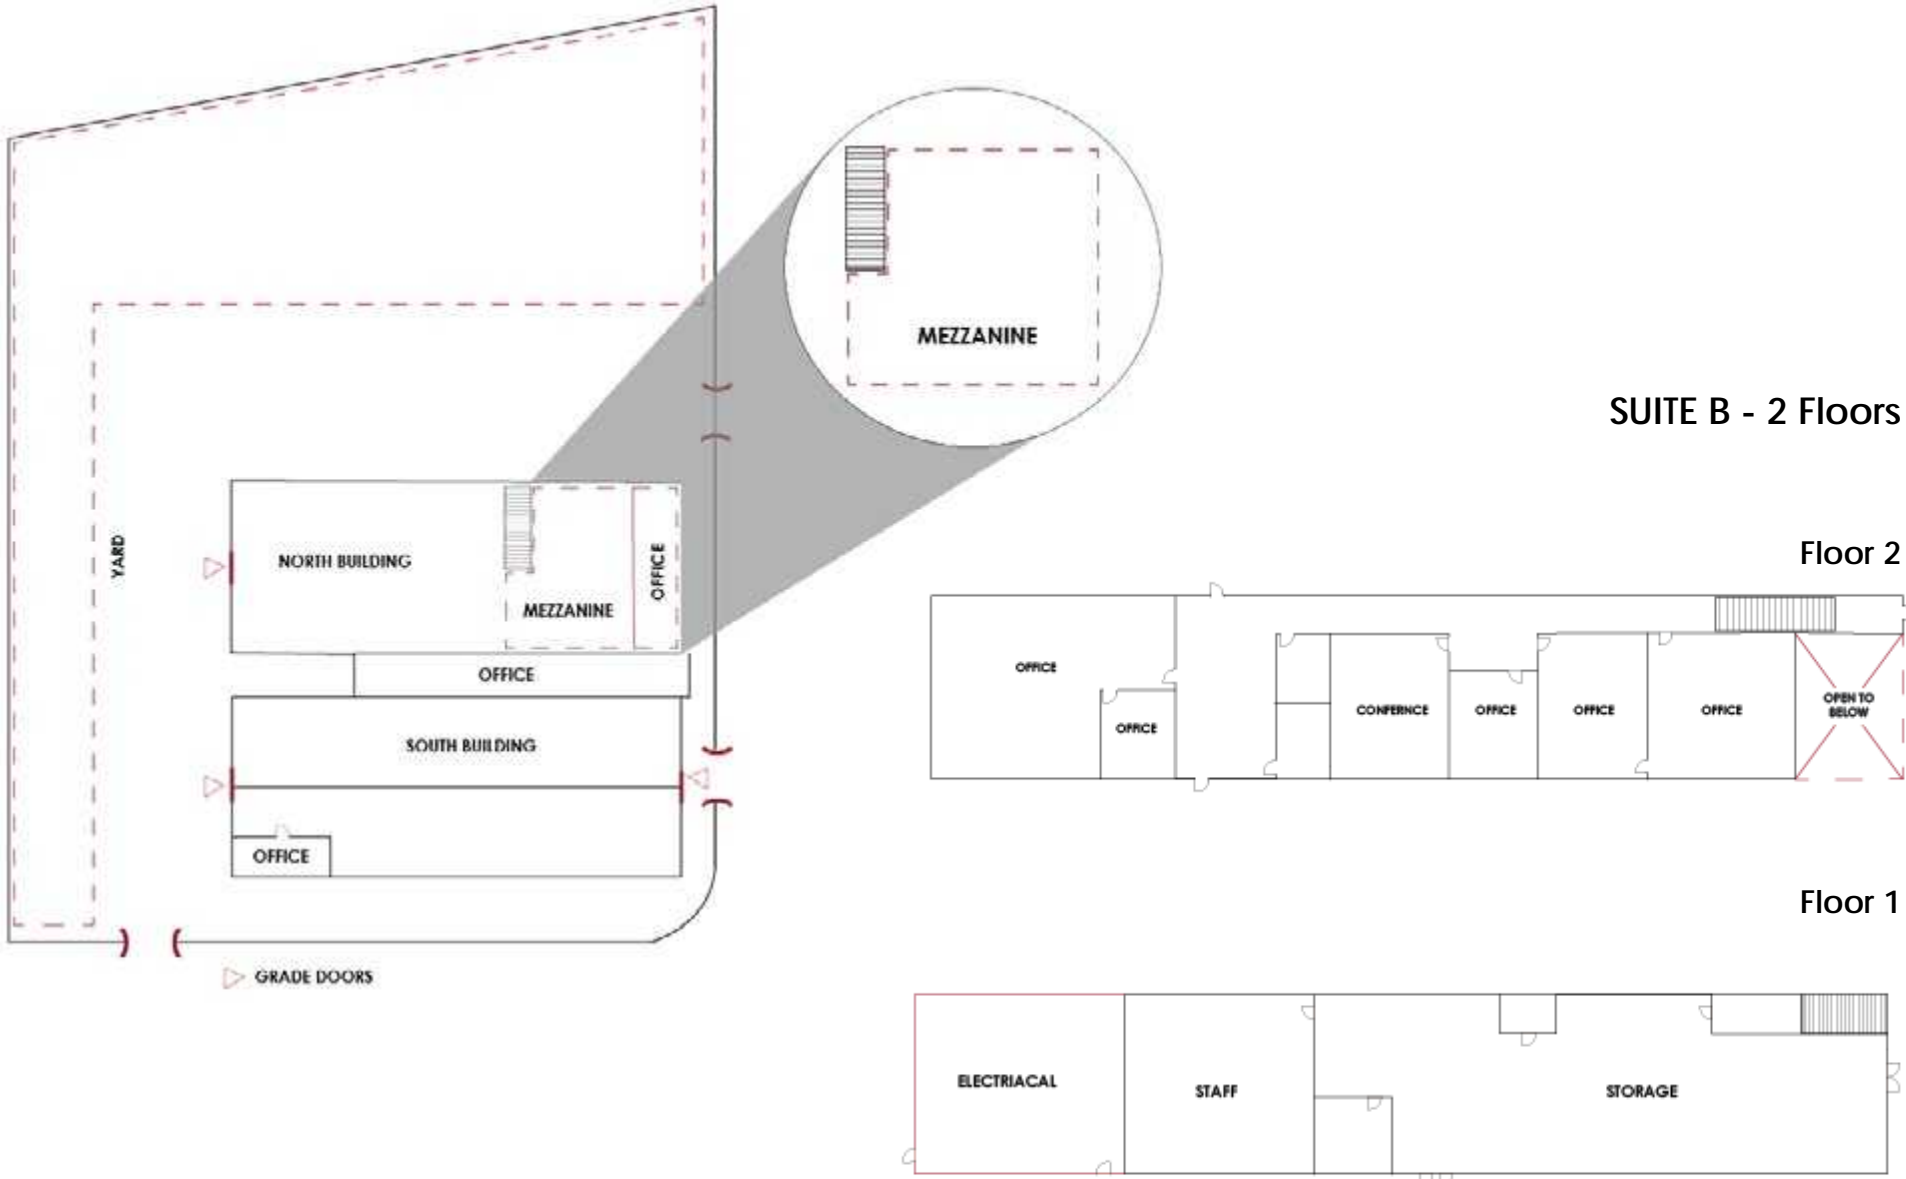 MEZZANINE
SUITE B - 2 Floors
YARD
NORTH BUILDING
MEZZANINE
OFFICE
OFFICE
SOUTH BUILDING
OFFICE
GRADE DOORS
Floor 2
OFFICE
OFFICE
CONFERNCE
OFFICE
OFFICE
OFFICE
OPEN TO
BELOW
Floor 1
ELECTRIACAL
STAFF
STORAGE